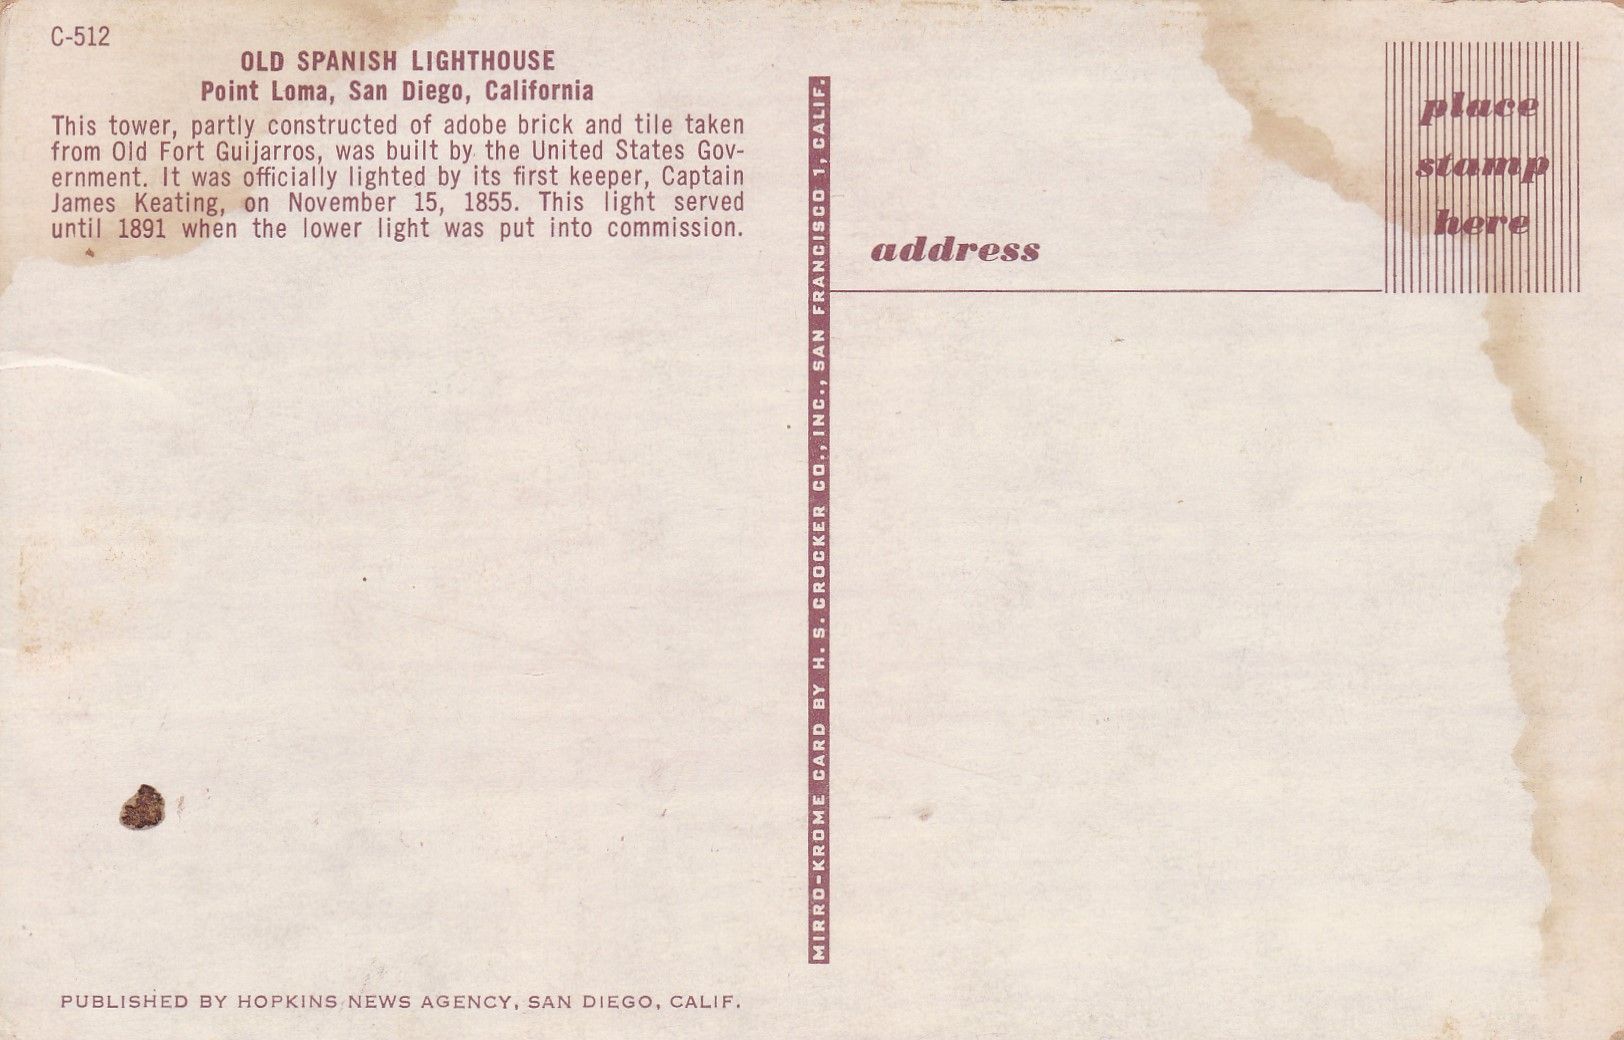 C-512
OLD SPANISH LIGHTHOUSE
Point Loma, San Diego, California
This tower, partly constructed of adobe brick and tile taken
from Old Fort Guijarros, was built by the United States Gov-
ernment. It was officially lighted by its first keeper, Captain
James Keating, on November 15, 1855. This light served
until 1891 when the lower light was put into commission.
PUBLISHED BY HOPKINS NEWS AGENCY, SAN DIEGO, CALIF.
MIRRO-KROME CARD BY H. S. CROCKER CO., INC., SAN FRANCISCO 1, CALIF.
place
stamp
here
address